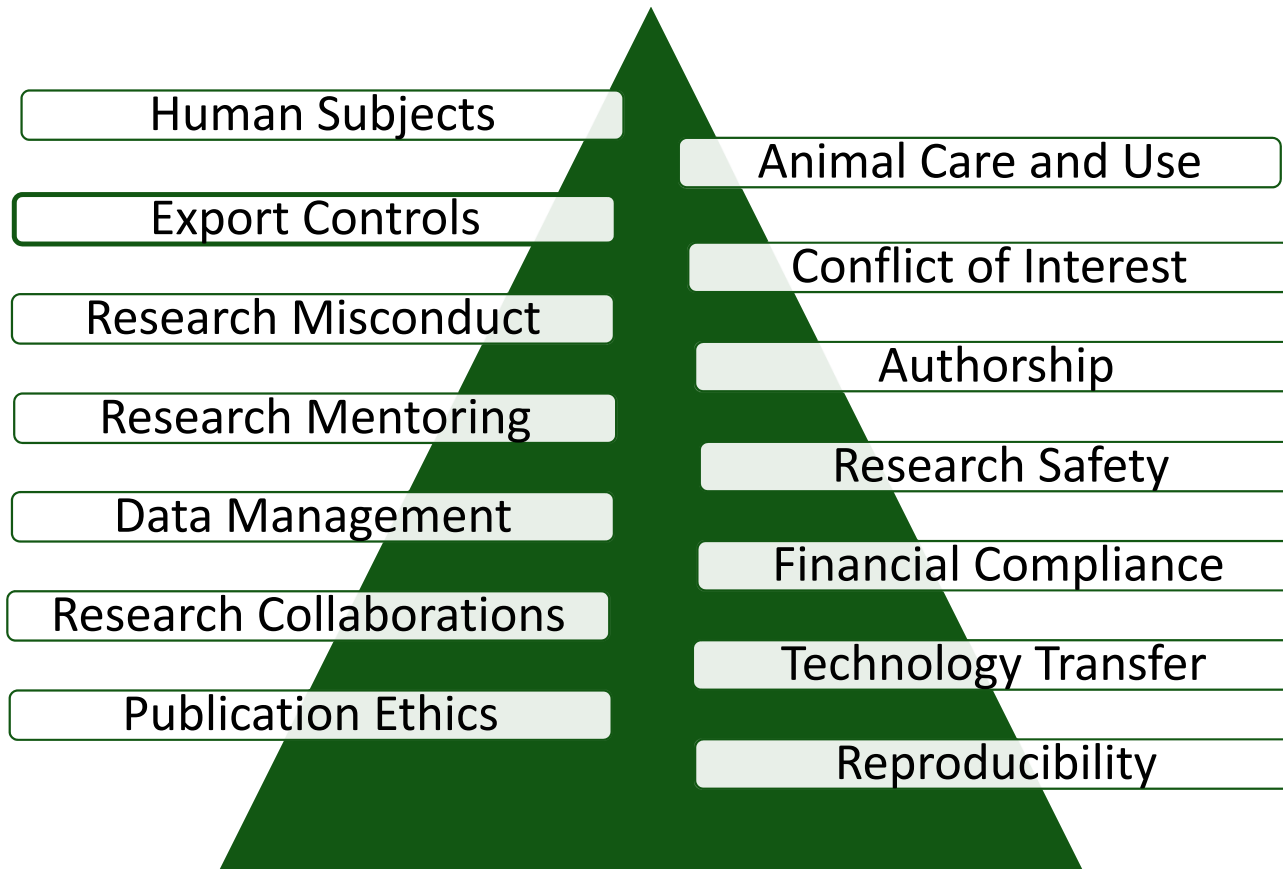 Human Subjects
Animal Care and Use
Export Controls
Conflict of Interest
Research Misconduct
Authorship
Research Mentoring
Research Safety
Data Management
Financial Compliance
Research Collaborations
Technology Transfer
Publication Ethics
Reproducibility